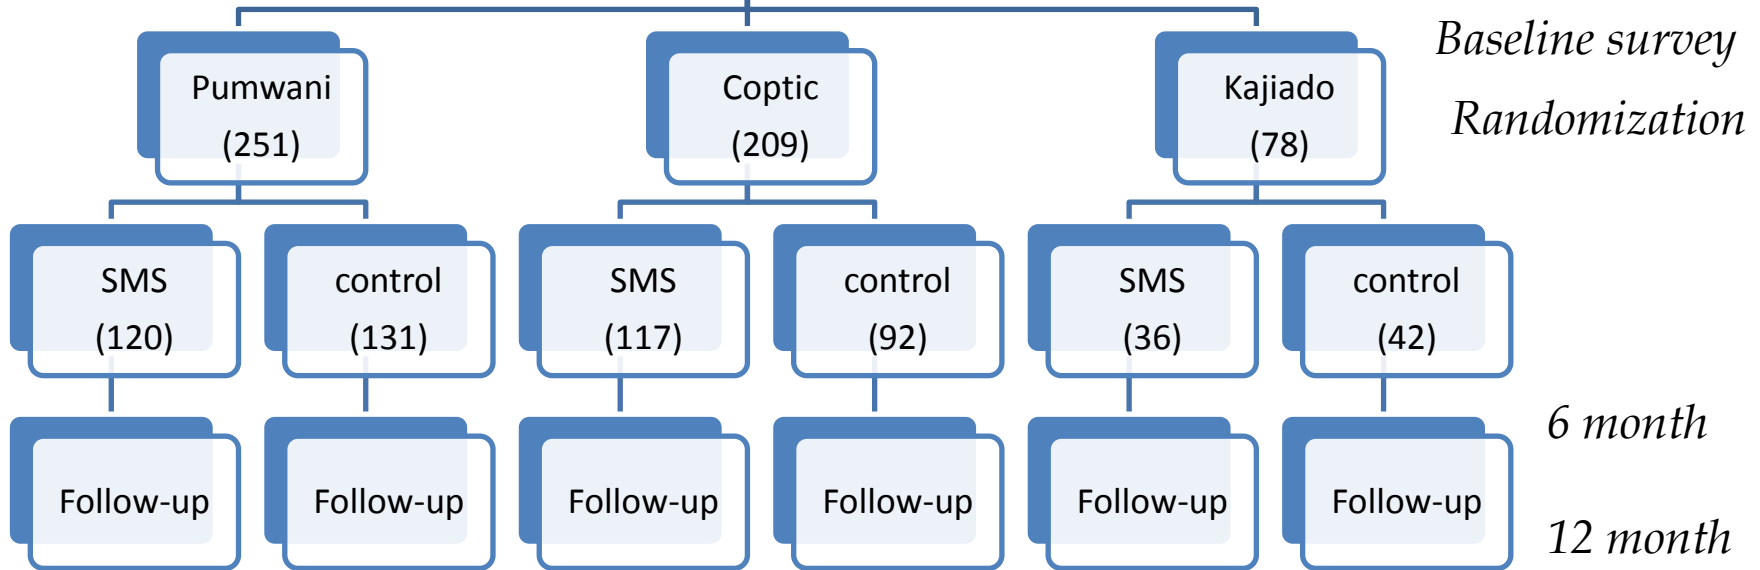 Baseline survey
Randomization
Pumwani
(251)
Coptic
(209)
Kajiado
(78)
SMS
(120)
control
(131)
SMS
(117)
control
(92)
SMS
(36)
control
(42)
6 month
Follow-up
Follow-up
Follow-up
Follow-up
Follow-up
Follow-up
12 month